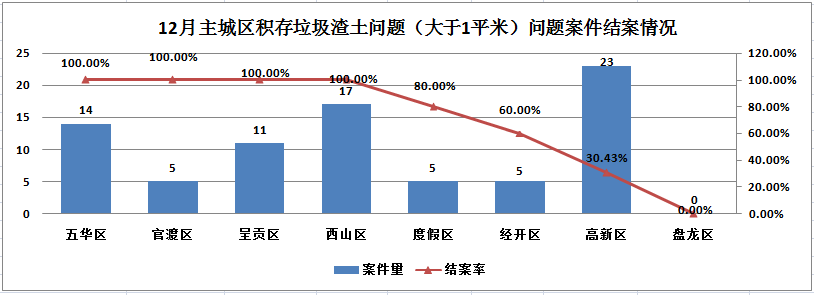 12月主城区积存垃圾渣土问题（大于1平米）问题案件结案情况
25 20 15 10 5 0
120.00% 100.00% 80.00% 60.00% 40.00% 20.00% 0.00%
100.00% 100.00% 100.00% 100.00% 80.00% 60.00% 30.43% 0.00%
14 5 11 17 5 5 23 0
五华区 官渡区 呈贡区 西山区 度假区 经开区 高新区 盘龙区
案件量 结案率